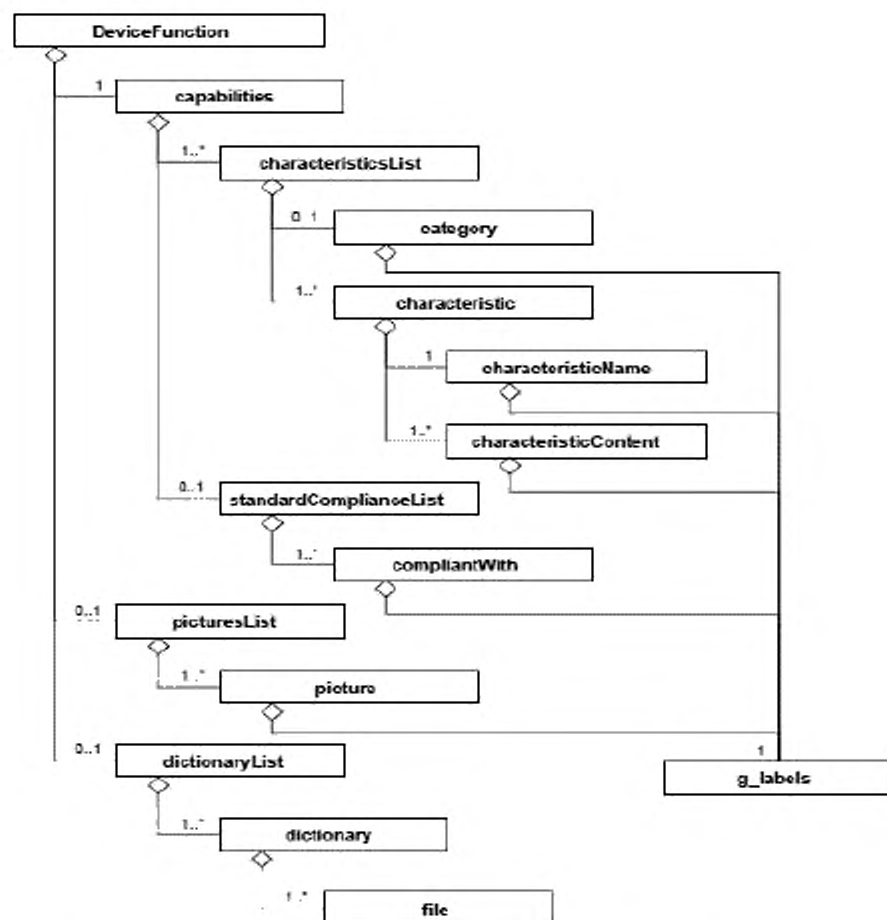 DeviceFunction
1
capabilities
1..*
characteristicsList
0..1
category
1..*
characteristic
1
characteristicName
1..*
characteristicContent
0..1
standardComplianceList
1..*
compliantWith
0..1
picturesList
1..*
picture
0..1
dictionaryList
1
g_labels
1..*
dictionary
1..*
file